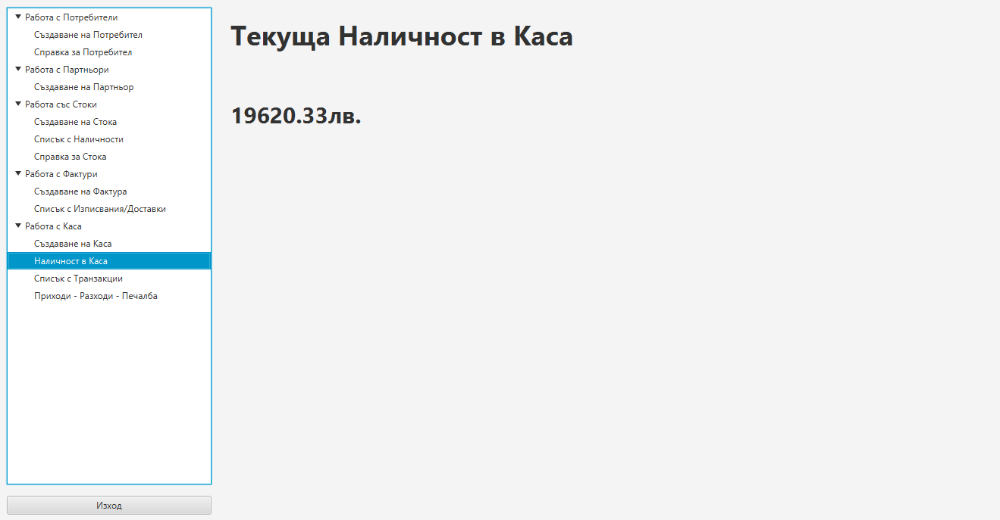 Работа с Потребители
Създаване на Потребител
Справка за Потребител
Работа с Партньори
Създаване на Партньор
Работа със Стоки
Създаване на Стока
Списък с Наличности
Справка за Стока
Работа с Фактури
Създаване на Фактура
Списък с Изписвания/Доставки
Работа с Каса
Създаване на Каса
Наличност в Каса
Списък с Транзакции
Приходи - Разходи - Печалба
Изход
Текуща Наличност в Каса
19620.33лв.